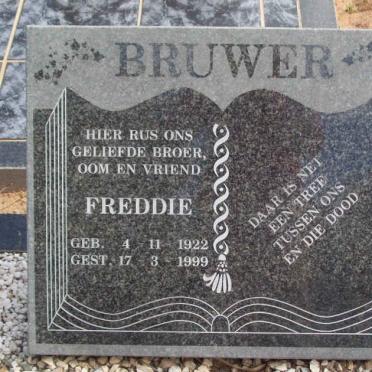 BRUWER
HIER RUS ONS
GELIEFDE BROER,
OOM EN VRIEND
FREDDIE
GEB. 4 - 11 - 1922
GEST. 17 - 3 - 1999
DAAR IS NET
EEN TREE
TUSSEN ONS
EN DIE DOOD